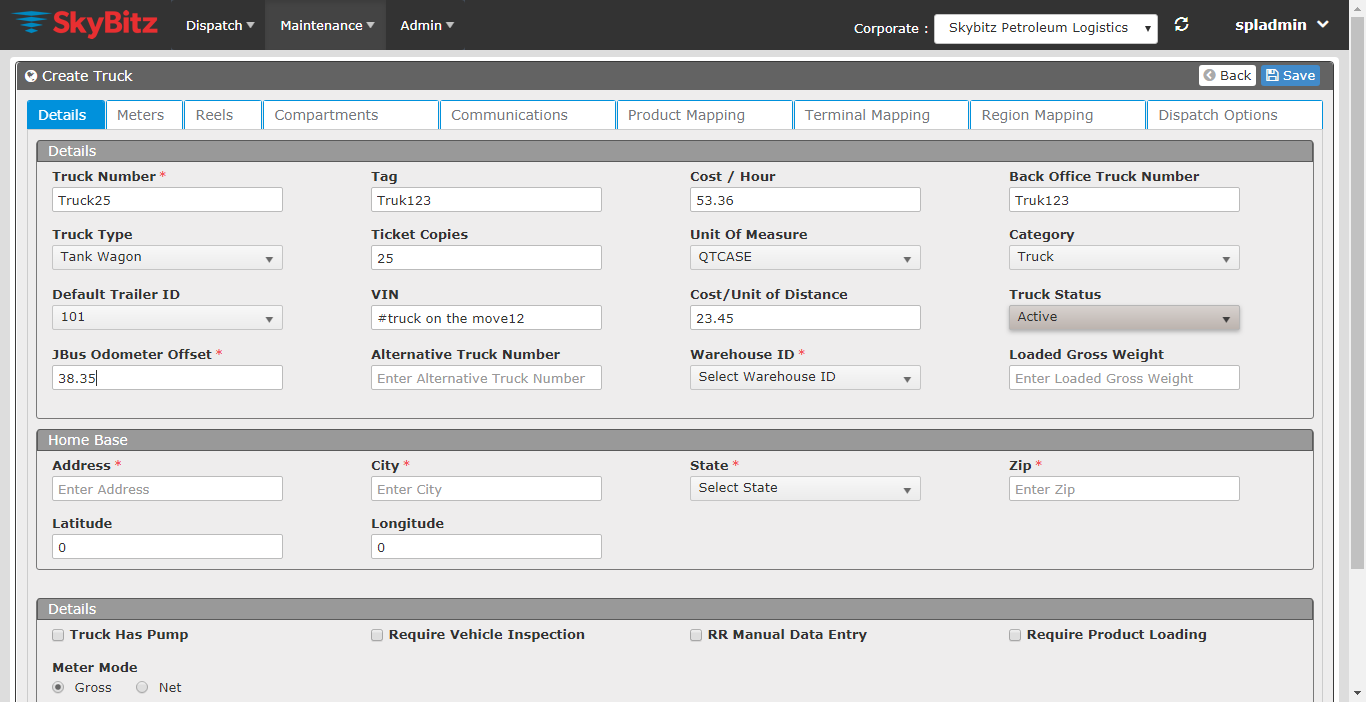 SkyBitz Dispatch Maintenance Admin Corporate : Skybitz Petroleum Logistics spladmin
Create Truck Back Save
Details Meters Reels Compartments Communications Product Mapping Terminal Mapping Region Mapping Dispatch Options
Details
Truck Number * Tag Cost / Hour Back Office Truck Number
Truck25 Truk123 53.36 Truk123
Truck Type Ticket Copies Unit Of Measure Category
Tank Wagon 25 QTCASE Truck
Default Trailer ID VIN Cost/Unit of Distance Truck Status
101 #truck on the move12 23.45 Active
JBus Odometer Offset * Alternative Truck Number Warehouse ID * Loaded Gross Weight
38.35 Enter Alternative Truck Number Select Warehouse ID Enter Loaded Gross Weight
Home Base
Address * City * State * Zip *
Enter Address Enter City Select State Enter Zip
Latitude Longitude
0 0
Details
Truck Has Pump Require Vehicle Inspection RR Manual Data Entry Require Product Loading
Meter Mode
Gross Net